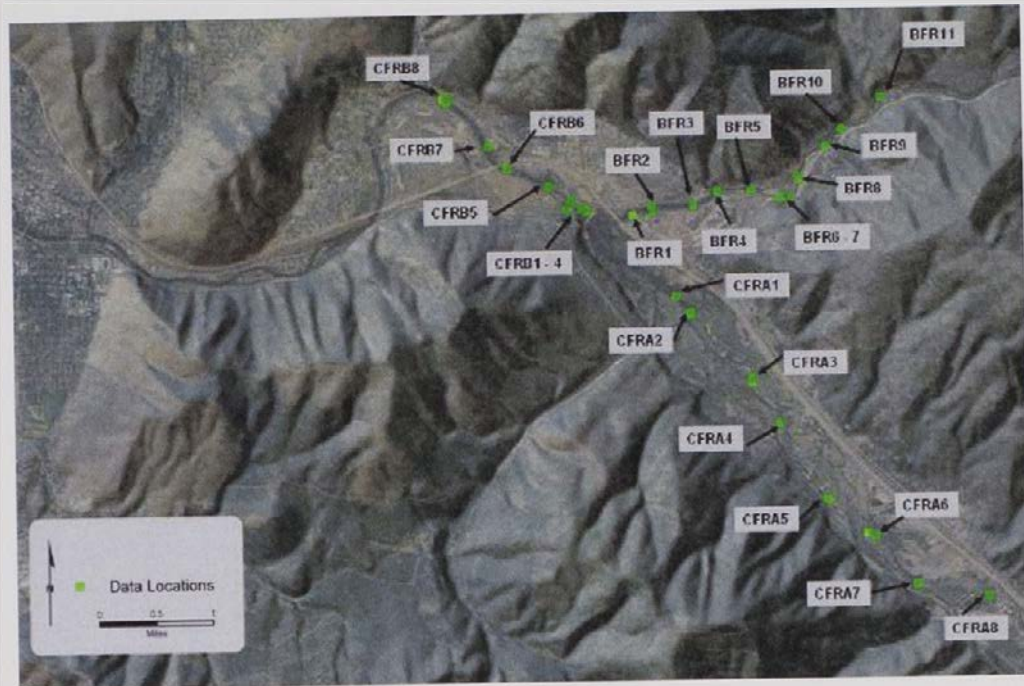 BFR11
CFRB8
BFR10
CFRB6
BFR3
BFR5
CFRB7
BFR9
BFR2
BFR8
CFRB5
BFR4
BFR6 - 7
BFR1
CFRB1 - 4
CFRA1
CFRA2
CFRA3
CFRA4
CFRA6
CFRA5
CFRA7
CFRA8
Data Locations
0 0.5 1
Miles